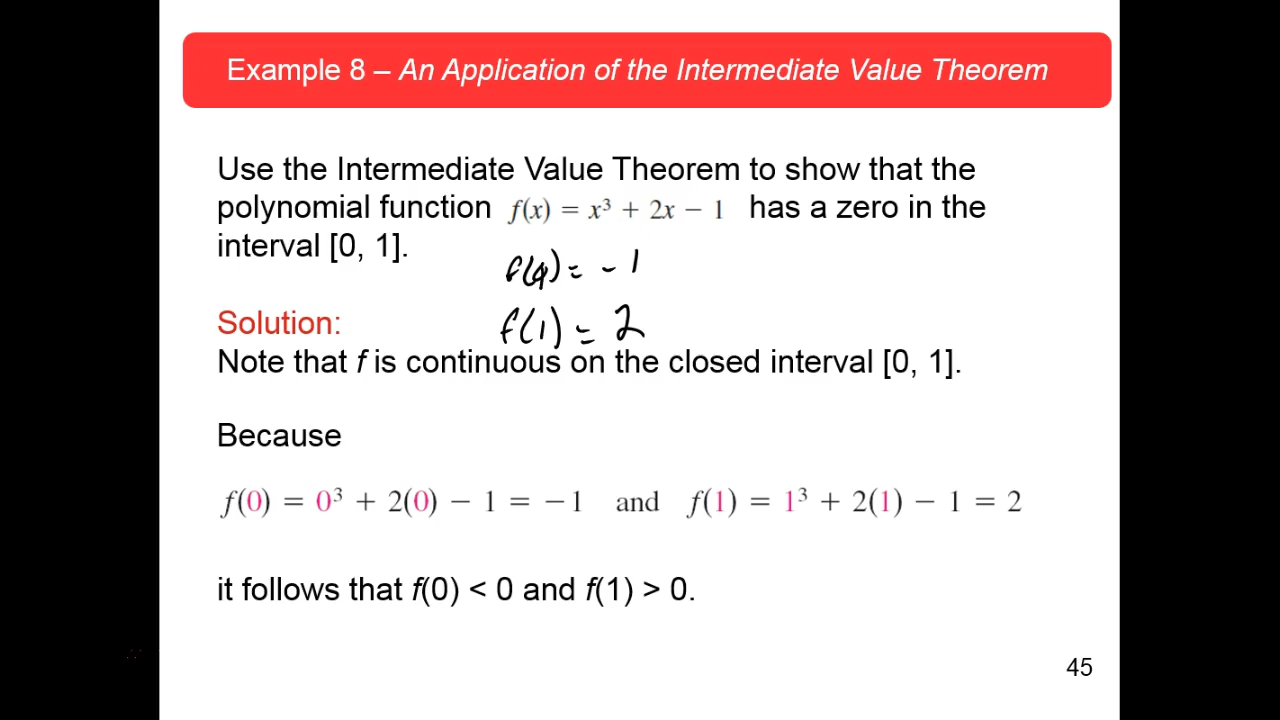 Example 8 – An Application of the Intermediate Value Theorem
Use the Intermediate Value Theorem to show that the
polynomial function f(x) = x³ + 2x − 1 has a zero in the
interval [0, 1].
f(0) = - 1
Solution:
f(1) = 2
Note that f is continuous on the closed interval [0, 1].
Because
f(0) = 0³ + 2(0) − 1 = −1 and f(1) = 1³ + 2(1) − 1 = 2
it follows that f(0) < 0 and f(1) > 0.
45